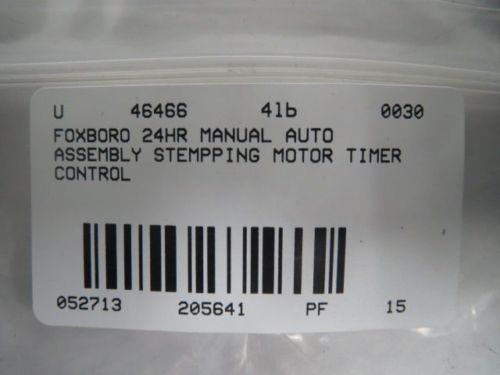 U 46466 41b 0030
FOXBORO 24HR MANUAL AUTO
ASSEMBLY STEMPPING MOTOR TIMER
CONTROL
052713 205641 PF 15